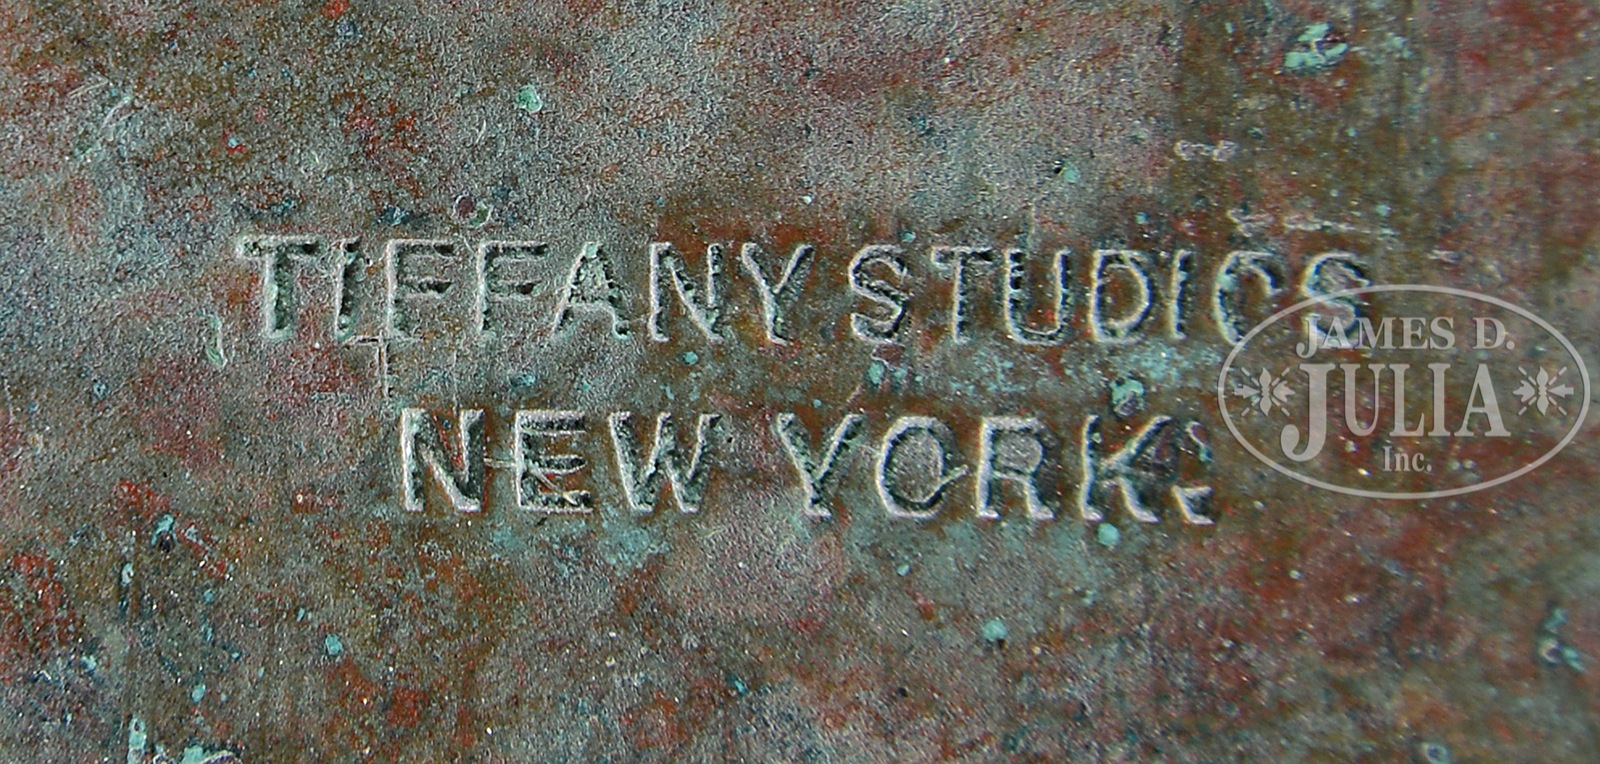 TIFFANY STUDIOS
NEW YORK.
JAMES D.
JULIA
INC.